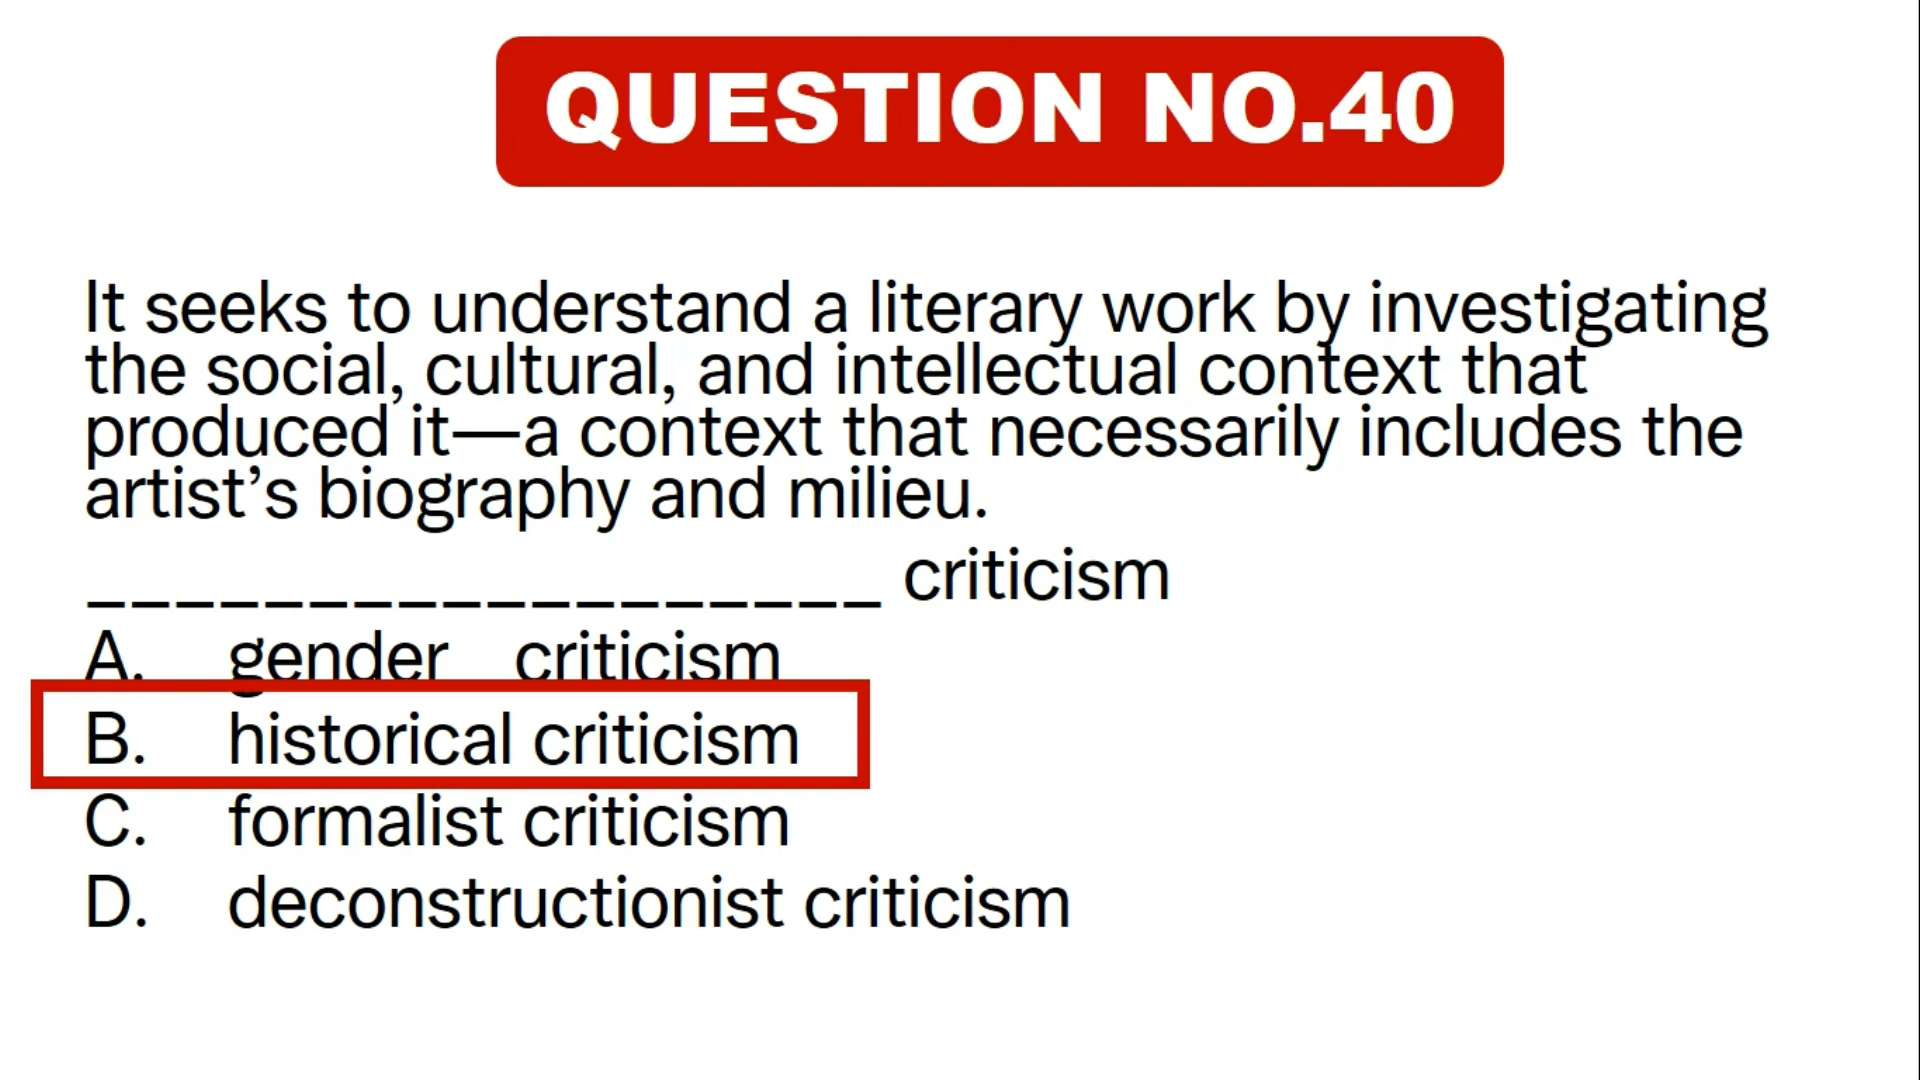 QUESTION NO.40
It seeks to understand a literary work by investigating
the social, cultural, and intellectual context that
produced it—a context that necessarily includes the
artist’s biography and milieu.
__________________ criticism
A. gender criticism
B. historical criticism
C. formalist criticism
D. deconstructionist criticism